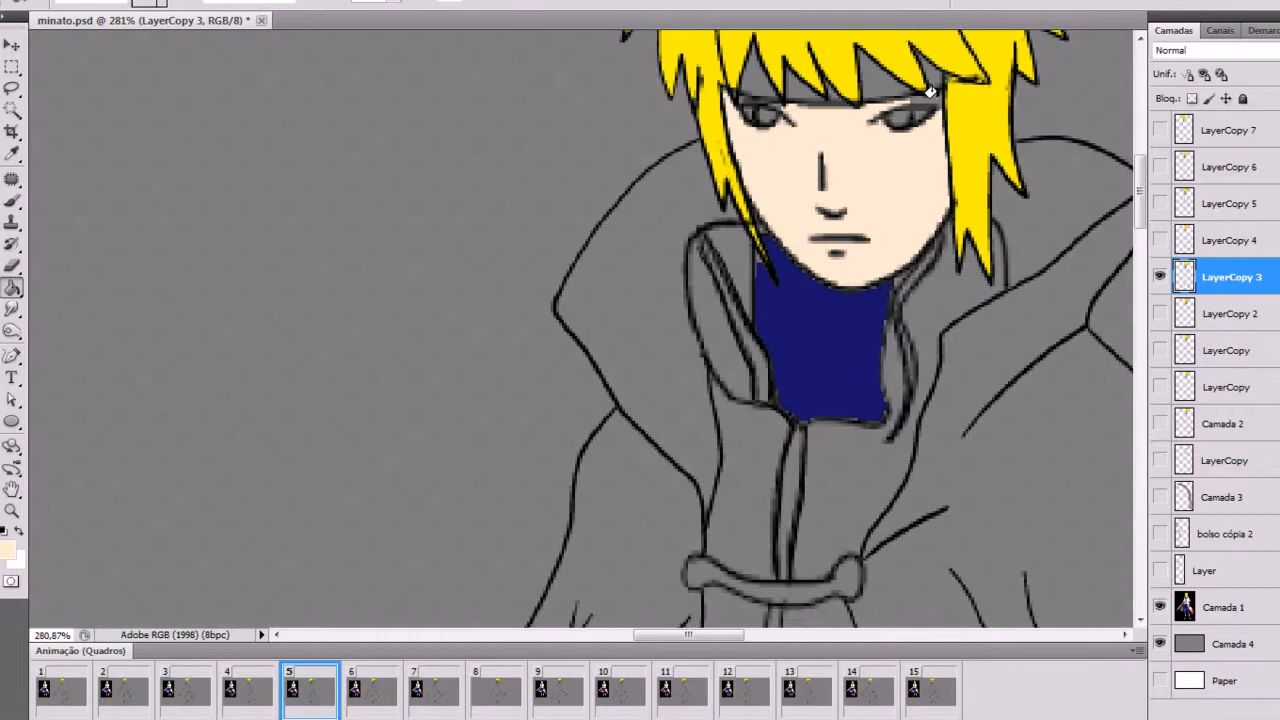 minato.psd @ 281% (LayerCopy 3, RGB/8) *
Camadas Canais Demarc
Normal
Unif.:
Bloq.:
LayerCopy 7
LayerCopy 6
LayerCopy 5
LayerCopy 4
LayerCopy 3
LayerCopy 2
LayerCopy
LayerCopy
Camada 2
LayerCopy
Camada 3
bolso cópia 2
Layer
Camada 1
Camada 4
Paper
280,87% Adobe RGB (1998) (8bpc)
Animação (Quadros)
1 2 3 4 5 6 7 8 9 10 11 12 13 14 15